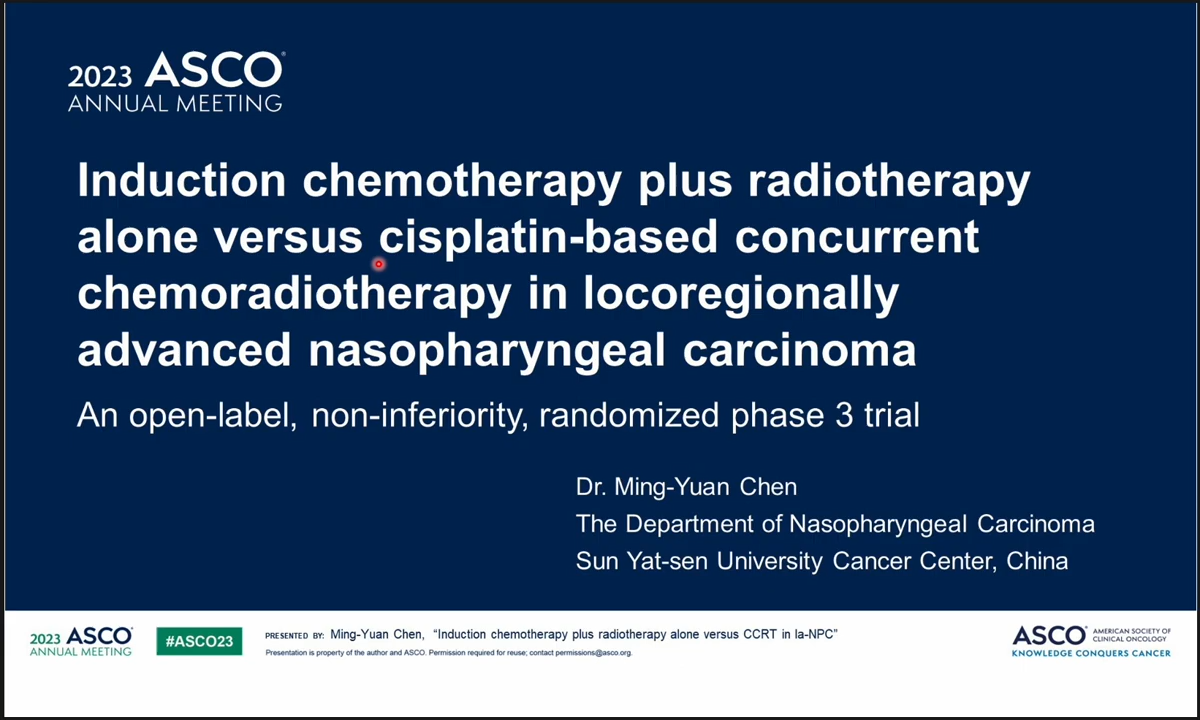 2023 ASCO®
ANNUAL MEETING
Induction chemotherapy plus radiotherapy
alone versus cisplatin-based concurrent
chemoradiotherapy in locoregionally
advanced nasopharyngeal carcinoma
An open-label, non-inferiority, randomized phase 3 trial
Dr. Ming-Yuan Chen
The Department of Nasopharyngeal Carcinoma
Sun Yat-sen University Cancer Center, China
2023 ASCO®
ANNUAL MEETING
#ASCO23
PRESENTED BY: Ming-Yuan Chen, “Induction chemotherapy plus radiotherapy alone versus CCRT in la-NPC”
Presentation is property of the author and ASCO. Permission required for reuse; contact permissions@asco.org.
ASCO® AMERICAN SOCIETY OF
CLINICAL ONCOLOGY
KNOWLEDGE CONQUERS CANCER